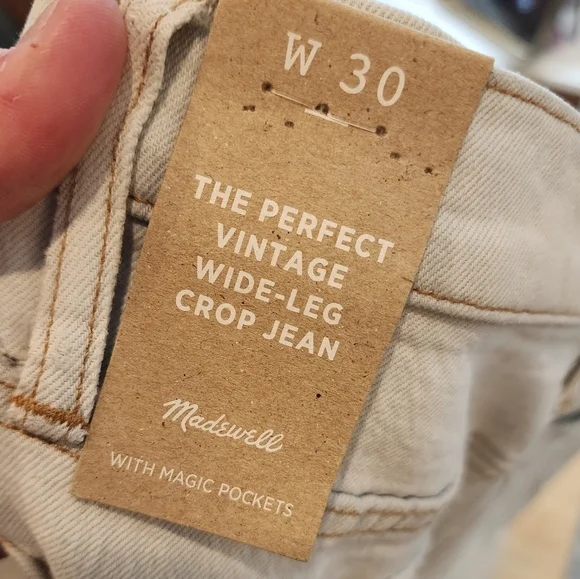 W 30
THE PERFECT
VINTAGE
WIDE-LEG
CROP JEAN
Madewell
WITH MAGIC POCKETS